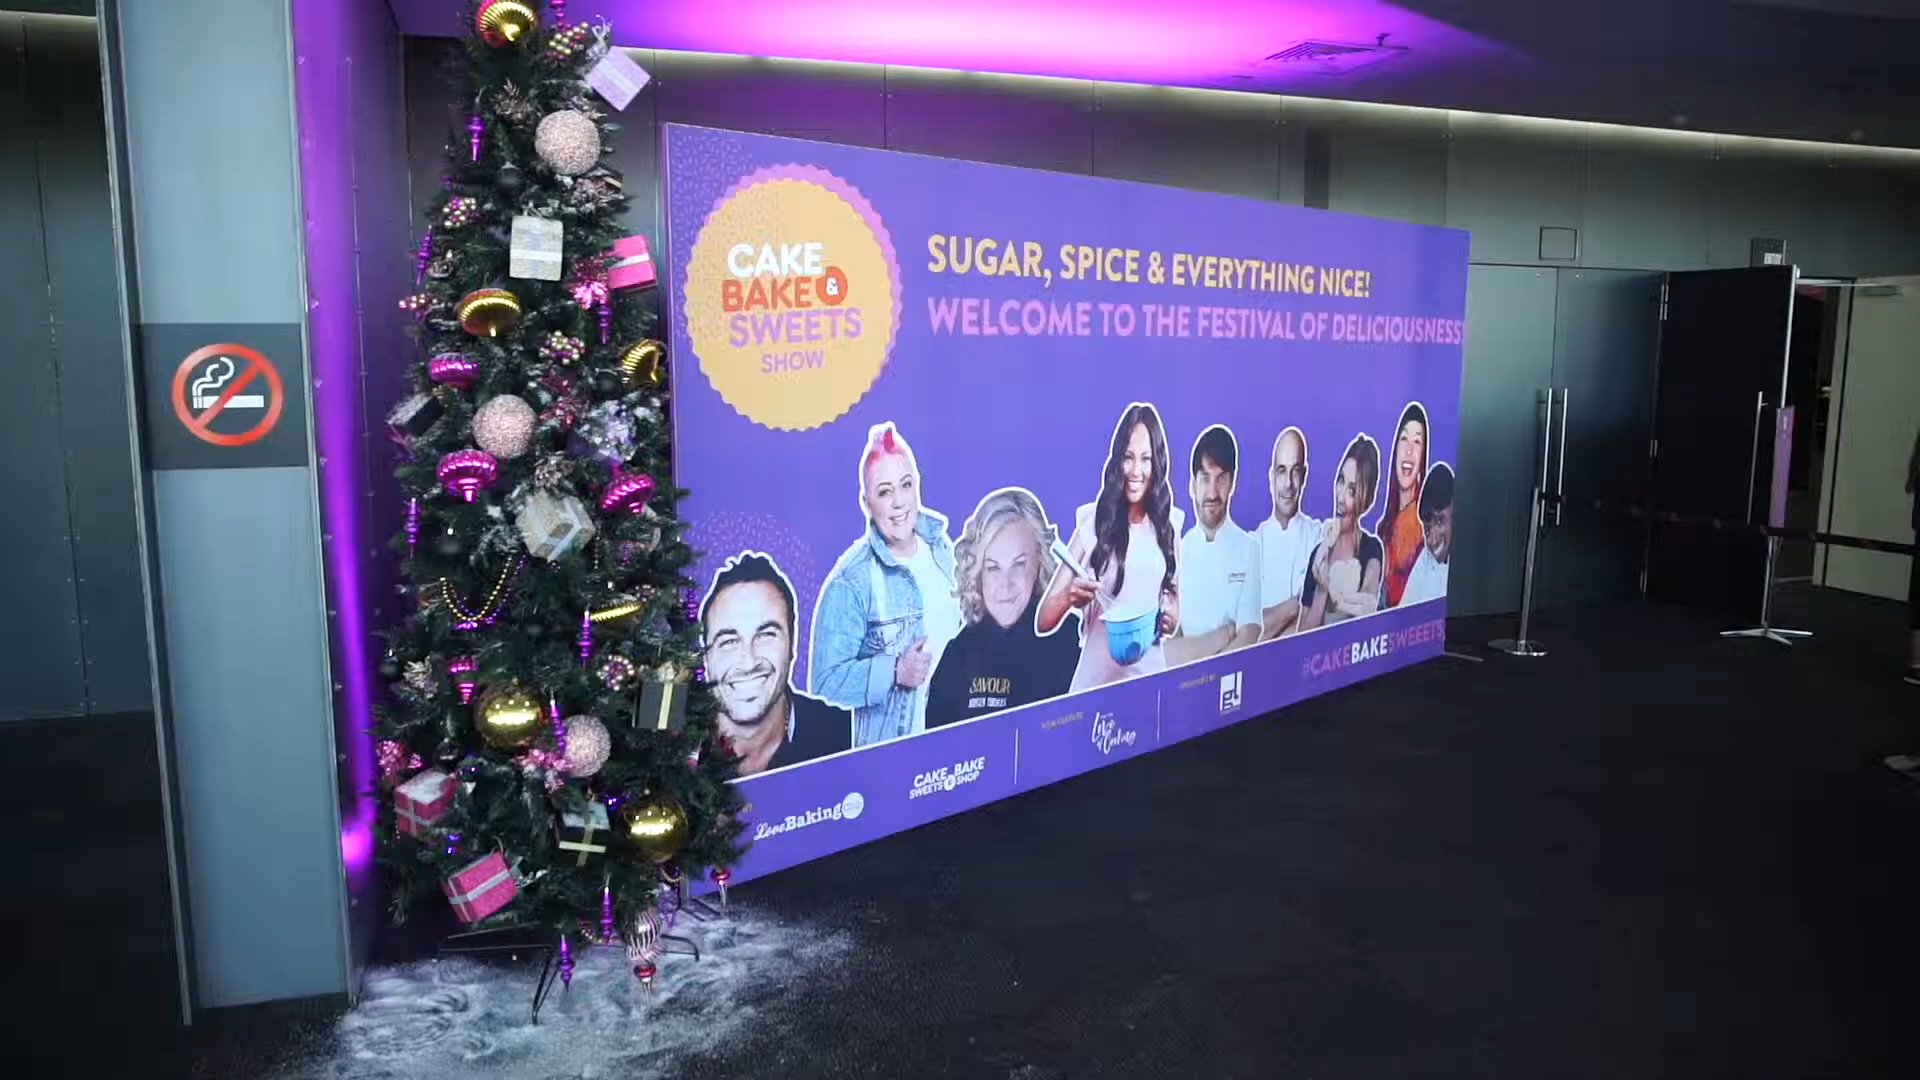 CAKE
BAKE &
SWEETS
SHOW
SUGAR, SPICE & EVERYTHING NICE!
WELCOME TO THE FESTIVAL OF DELICIOUSNESS!
SAVOUR
#CAKEBAKESWEEETS
LoveBaking
CAKE BAKE
SWEETS & SHOP